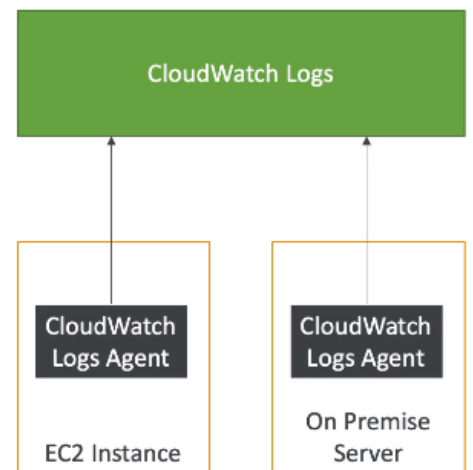 CloudWatch Logs
CloudWatch
Logs Agent
EC2 Instance
CloudWatch
Logs Agent
On Premise
Server